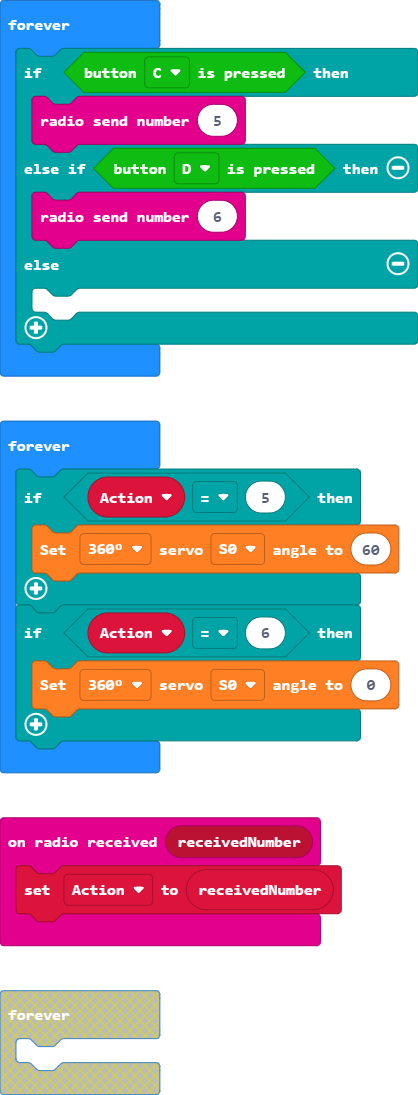 forever
if button C is pressed then
radio send number 5
else if button D is pressed then
radio send number 6
else
forever
if Action = 5 then
Set 360º servo S0 angle to 60
if Action = 6 then
Set 360º servo S0 angle to 0
on radio received receivedNumber
set Action to receivedNumber
forever